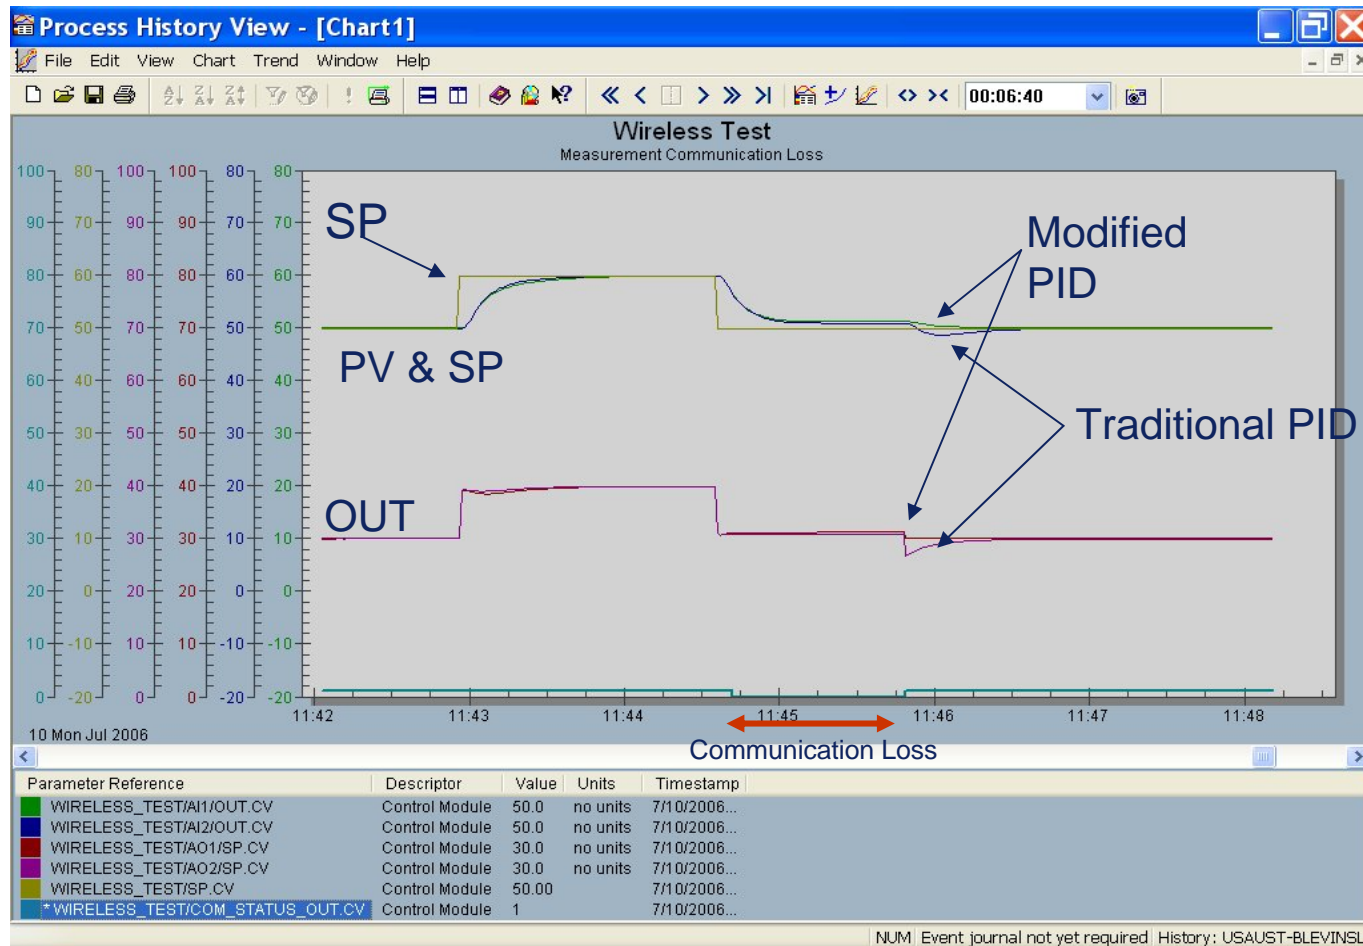 Process History View - [Chart1]
File Edit View Chart Trend Window Help
00:06:40
Wireless Test
Measurement Communication Loss
100 80 100 100 80 80
90 70 90 90 70 70
80 60 80 80 60 60
70 50 70 70 50 50
60 40 60 60 40 40
50 30 50 50 30 30
40 20 40 40 20 20
30 10 30 30 10 10
20 0 20 20 0 0
10 -10 10 10 -10 -10
0 -20 0 0 -20 -20
SP
Modified
PID
PV & SP
Traditional PID
OUT
11:42 11:43 11:44 11:45 11:46 11:47 11:48
10 Mon Jul 2006
Communication Loss
Parameter Reference Descriptor Value Units Timestamp
WIRELESS_TEST/AI1/OUT.CV Control Module 50.0 no units 7/10/2006...
WIRELESS_TEST/AI2/OUT.CV Control Module 50.0 no units 7/10/2006...
WIRELESS_TEST/AO1/SP.CV Control Module 30.0 no units 7/10/2006...
WIRELESS_TEST/AO2/SP.CV Control Module 30.0 no units 7/10/2006...
WIRELESS_TEST/SP.CV Control Module 50.00 7/10/2006...
* WIRELESS_TEST/COM_STATUS_OUT.CV Control Module 1 7/10/2006...
NUM Event journal not yet required History: USAUST-BLEVINSL